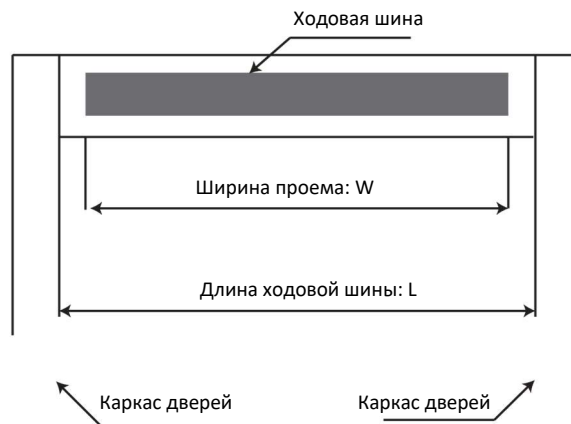 Ходовая шина
Ширина проема: W
Длина ходовой шины: L
Каркас дверей
Каркас дверей